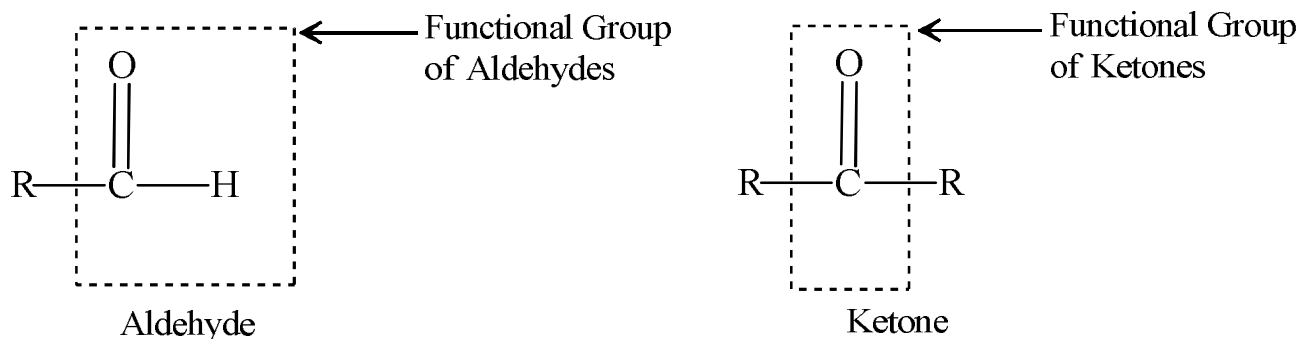 Functional Group
of Aldehydes
O
R C H
Aldehyde
Functional Group
of Ketones
O
R C R
Ketone